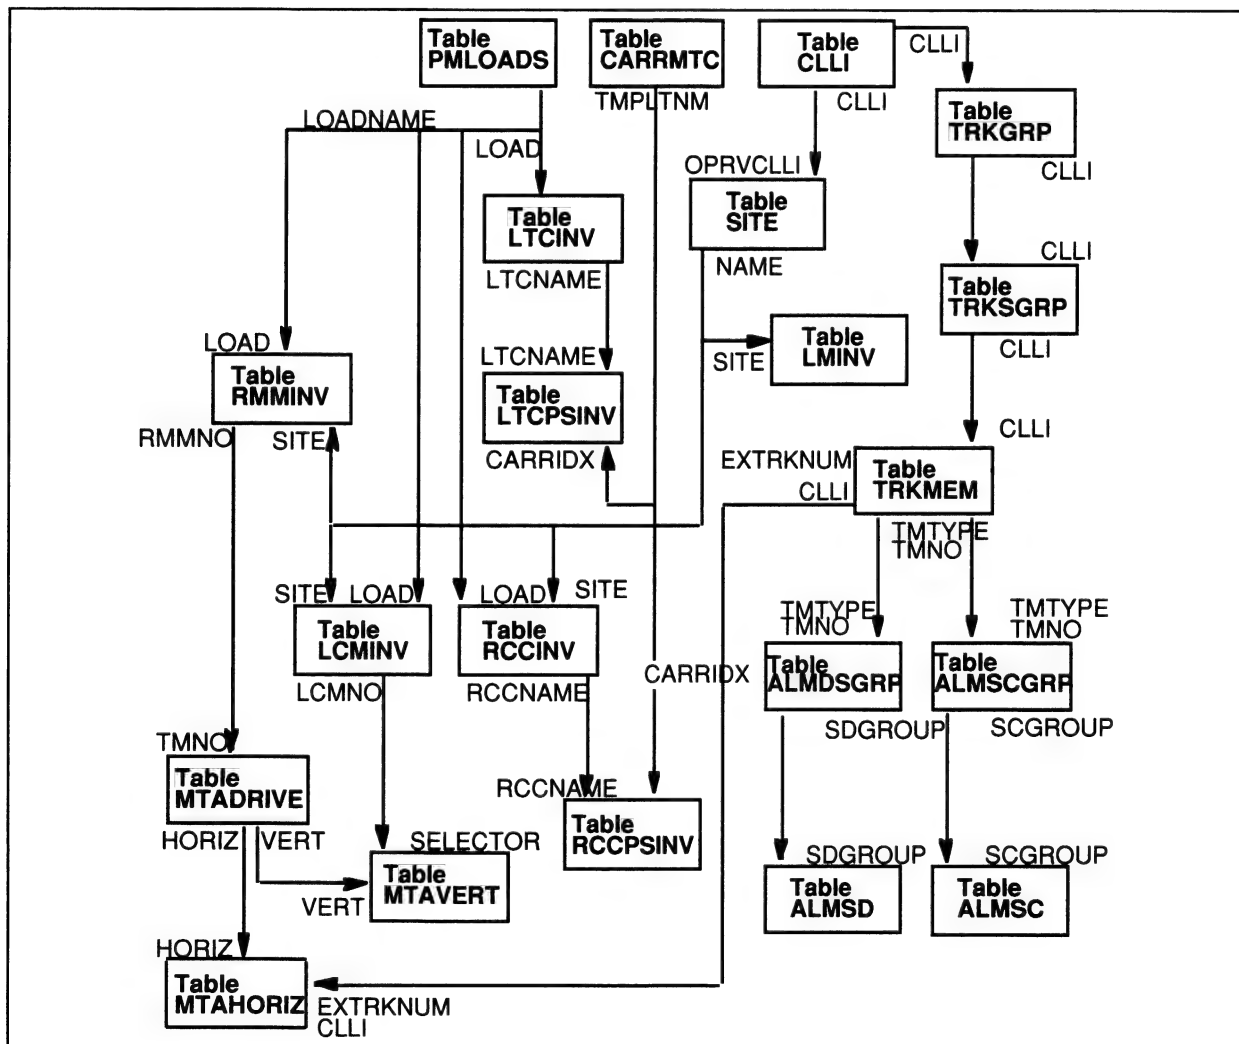 Table
PMLOADS
Table
CARRMTC
Table
CLLI
CLLI
TMPLTNM
CLLI
Table
TRKGRP
LOADNAME
LOAD
OPRVCLLI
CLLI
Table
LTCINV
Table
SITE
LTCNAME
NAME
CLLI
Table
TRKSGRP
LOAD
LTCNAME
SITE
Table
LMINV
CLLI
Table
RMMINV
Table
LTCPSINV
RMMNO
SITE
CARRIDX
CLLI
EXTRKNUM
CLLI
Table
TRKMEM
TMTYPE
TMNO
SITE
LOAD
LOAD
SITE
TMTYPE
TMNO
TMTYPE
TMNO
Table
LCMINV
Table
RCCINV
CARRIDX
Table
ALMDSGRP
Table
ALMSCGRP
LCMNO
RCCNAME
SDGROUP
SCGROUP
TMNO
Table
MTADRIVE
RCCNAME
Table
RCCPSINV
HORIZ
VERT
SELECTOR
SDGROUP
SCGROUP
Table
MTAVERT
VERT
Table
ALMSD
Table
ALMSC
HORIZ
Table
MTAHORIZ
EXTRKNUM
CLLI